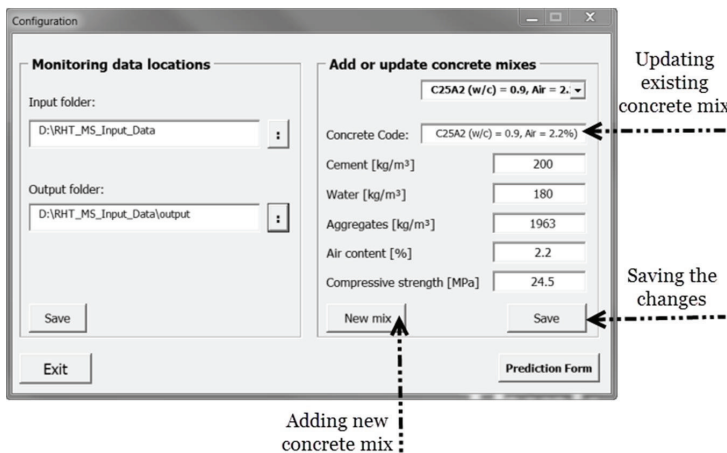 Configuration
Monitoring data locations
Input folder:
D:\RHT_MS_Input_Data
:
Output folder:
D:\RHT_MS_Input_Data\output
:
Save
Exit
Add or update concrete mixes
C25A2 (w/c) = 0.9, Air = 2.
Concrete Code:
C25A2 (w/c) = 0.9, Air = 2.2%)
Cement [kg/m³]
200
Water [kg/m³]
180
Aggregates [kg/m³]
1963
Air content [%]
2.2
Compressive strength [MPa]
24.5
New mix
Save
Prediction Form
Updating
existing
concrete mix
Saving the
changes
Adding new
concrete mix